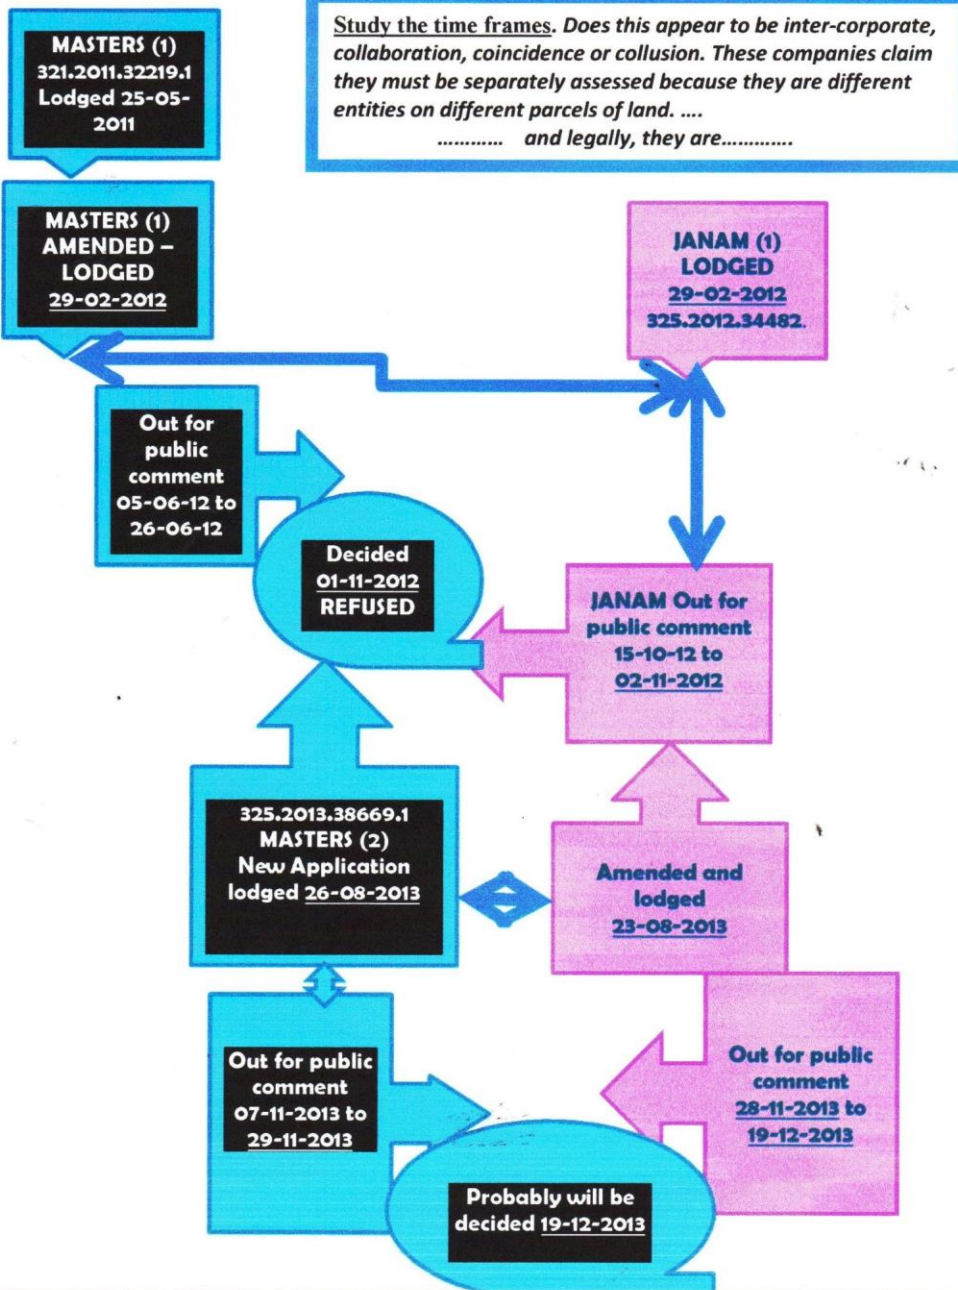 Study the time frames. Does this appear to be inter-corporate,
collaboration, coincidence or collusion. These companies claim
they must be separately assessed because they are different
entities on different parcels of land. ....
............ and legally, they are.............
MASTERS (1)
321.2011.32219.1
Lodged 25-05-
2011
MASTERS (1)
AMENDED –
LODGED
29-02-2012
JANAM (1)
LODGED
29-02-2012
325.2012.34482.
Out for
public
comment
05-06-12 to
26-06-12
Decided
01-11-2012
REFUSED
JANAM Out for
public comment
15-10-12 to
02-11-2012
325.2013.38669.1
MASTERS (2)
New Application
lodged 26-08-2013
Amended and
lodged
23-08-2013
Out for public
comment
07-11-2013 to
29-11-2013
Out for public
comment
28-11-2013 to
19-12-2013
Probably will be
decided 19-12-2013